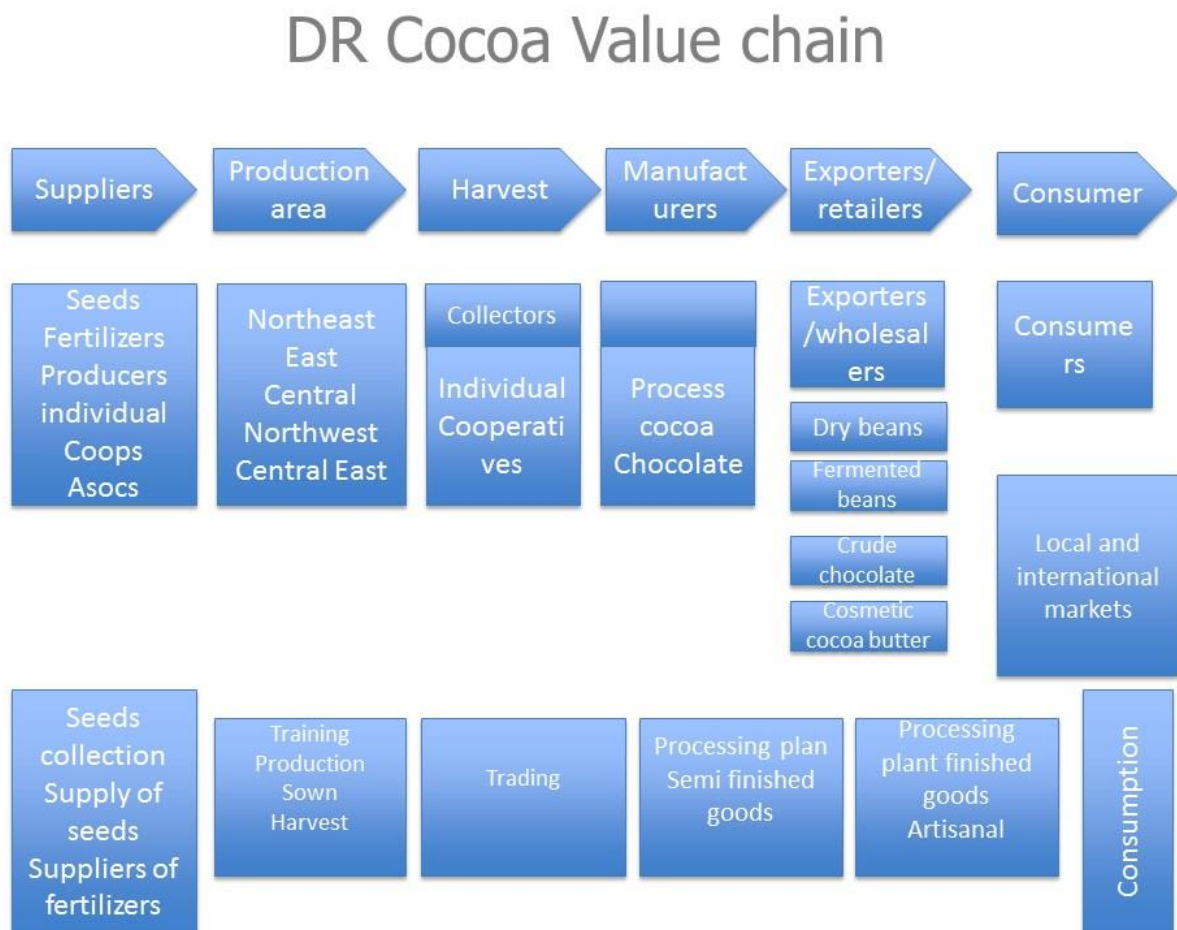 DR Cocoa Value chain
Suppliers
Production
area
Harvest
Manufact
urers
Exporters/
retailers
Consumer
Seeds
Fertilizers
Producers
individual
Coops
Asocs
Northeast
East
Central
Northwest
Central East
Collectors
Individual
Cooperati
ves
Process
cocoa
Chocolate
Exporters
/wholesal
ers
Dry beans
Fermented
beans
Crude
chocolate
Cosmetic
cocoa butter
Consume
rs
Local and
international
markets
Seeds
collection
Supply of
seeds
Suppliers of
fertilizers
Training
Production
Sown
Harvest
Trading
Processing plan
Semi finished
goods
Processing
plant finished
goods
Artisanal
Consumption